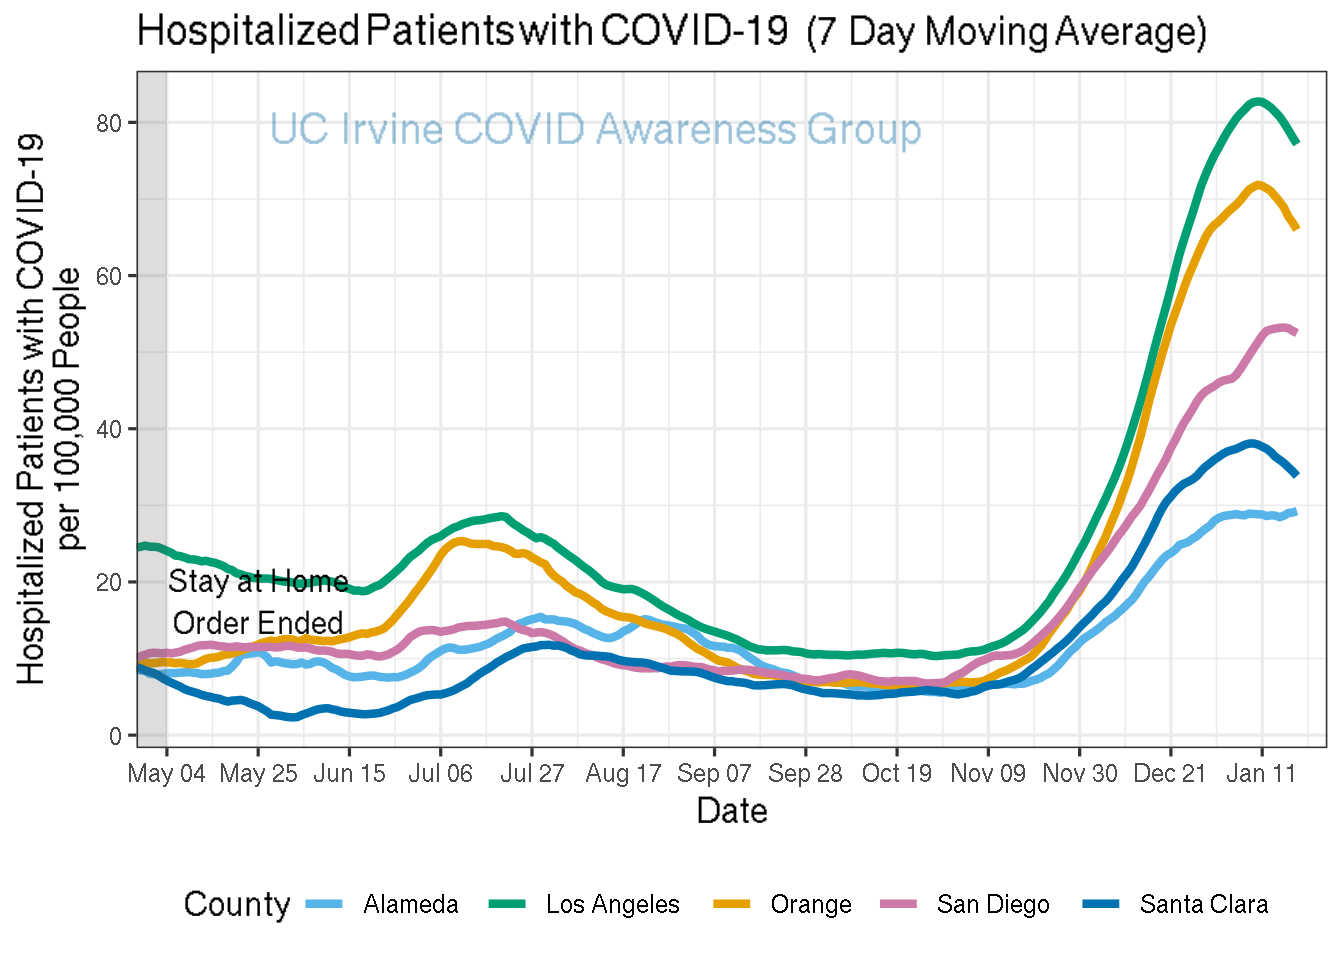 Hospitalized Patients with COVID-19 (7 Day Moving Average)
UC Irvine COVID Awareness Group
Hospitalized Patients with COVID-19
per 100,000 People
80
60
40
20
0
Stay at Home
Order Ended
May 04 May 25 Jun 15 Jul 06 Jul 27 Aug 17 Sep 07 Sep 28 Oct 19 Nov 09 Nov 30 Dec 21 Jan 11
Date
County Alameda Los Angeles Orange San Diego Santa Clara